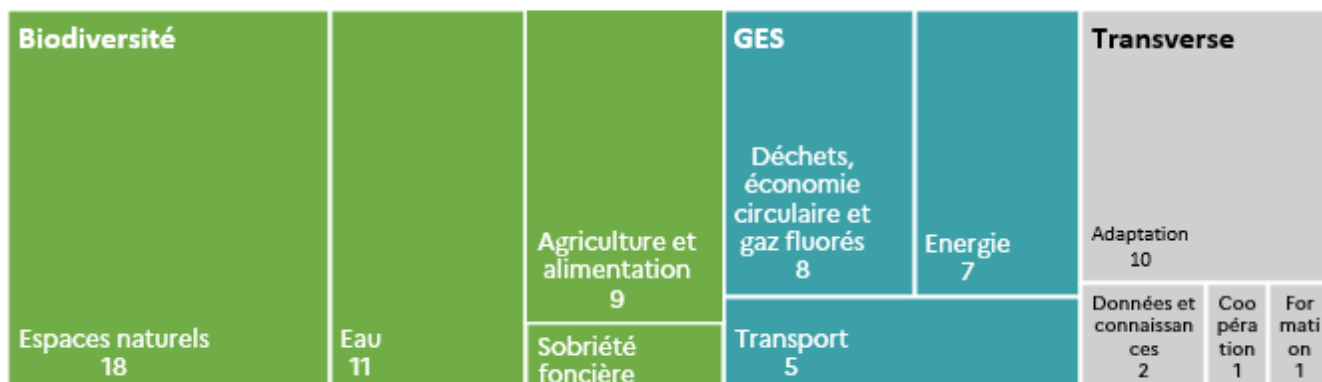 Biodiversité
Espaces naturels
18
Eau
11
Agriculture et
alimentation
9
Sobriété
foncière
GES
Déchets,
économie
circulaire et
gaz fluorés
8
Energie
7
Transport
5
Transverse
Adaptation
10
Données et
connaissan
ces
2
Coo
péra
tion
1
For
mati
on
1